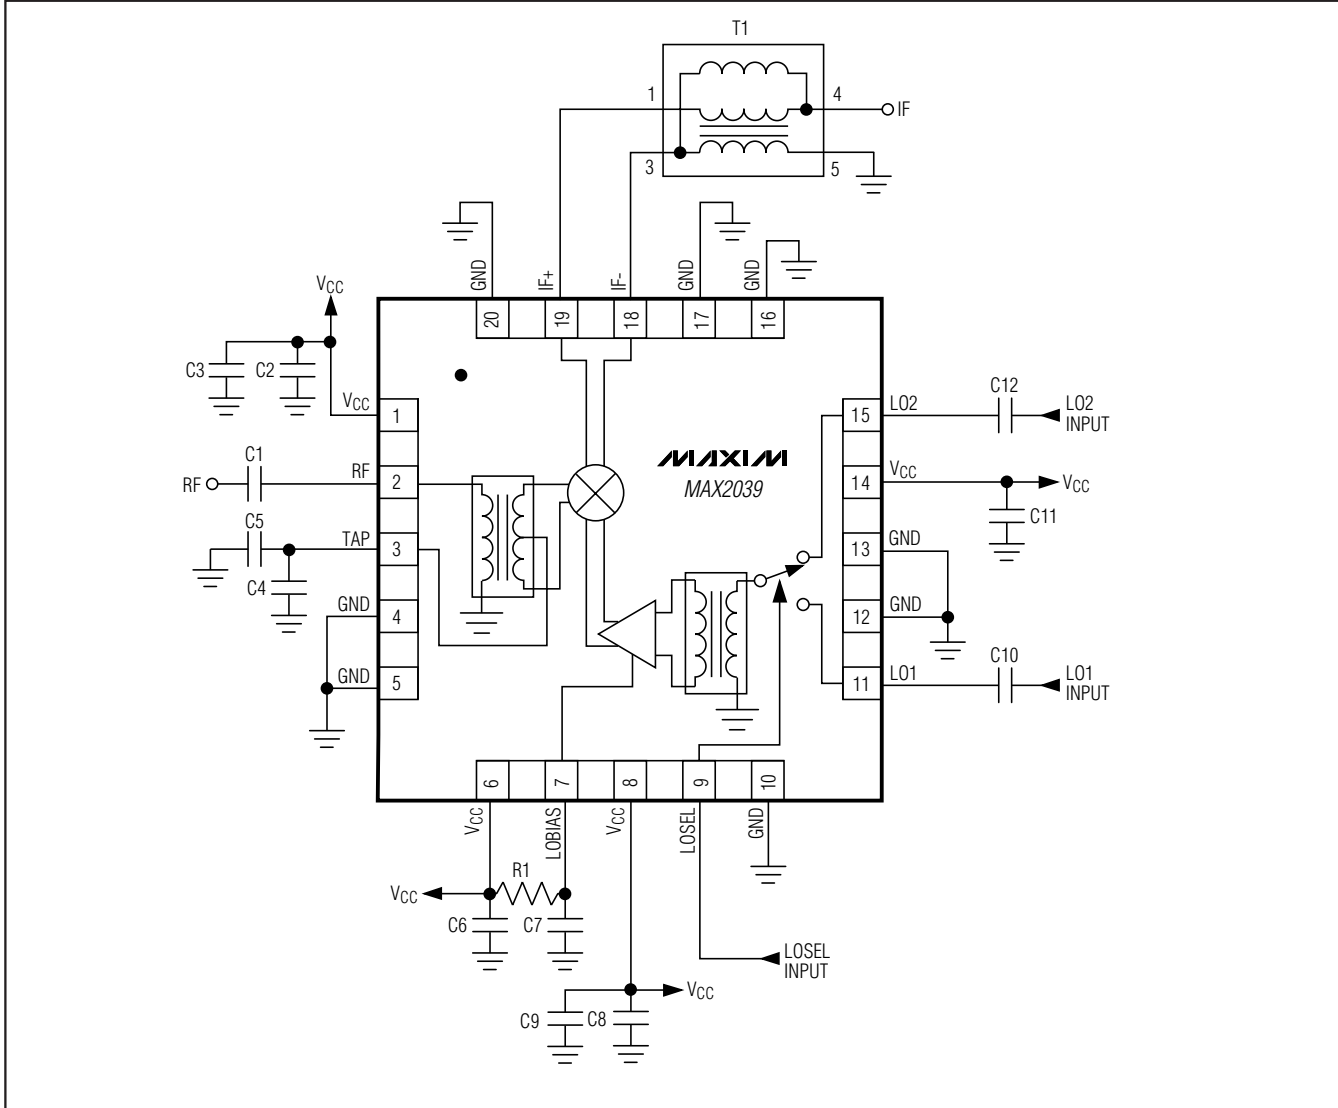 T1
1
4
IF
3
5
GND
IF+
IF-
GND
GND
VCC
20
19
18
17
16
C3
C2
VCC
1
C12
15
LO2
LO2
INPUT
MAXIM
MAX2039
C1
RF
RF
2
14
VCC
VCC
C11
C5
TAP
3
13
GND
C4
GND
4
12
GND
GND
5
11
LO1
C10
LO1
INPUT
6
7
8
9
10
VCC
LOBIAS
VCC
LOSEL
GND
R1
VCC
C6
C7
LOSEL
INPUT
VCC
C9
C8